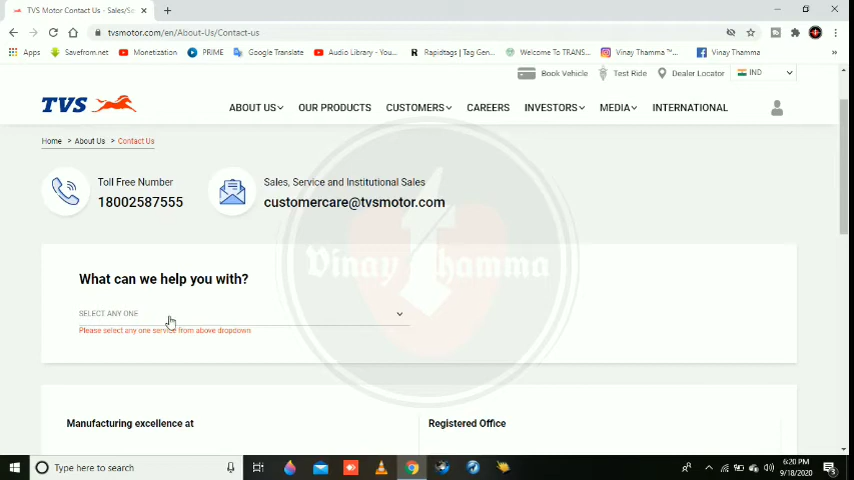 TVS Motor Contact Us - Sales/Se
tvsmotor.com/en/About-Us/Contact-us
Apps Savefrom.net Monetization PRIME Google Translate Audio Library - You... Rapidtags | Tag Gen... Welcome To TRANS... Vinay Thamma ™... Vinay Thamma »
Book Vehicle Test Ride Dealer Locator IND
TVS ABOUT US OUR PRODUCTS CUSTOMERS CAREERS INVESTORS MEDIA INTERNATIONAL
Home > About Us > Contact Us
Toll Free Number
18002587555
Sales, Service and Institutional Sales
customercare@tvsmotor.com
Vinay Thamma
What can we help you with?
SELECT ANY ONE
Please select any one service from above dropdown
Manufacturing excellence at
Registered Office
Type here to search
6:20 PM
9/18/2020
3